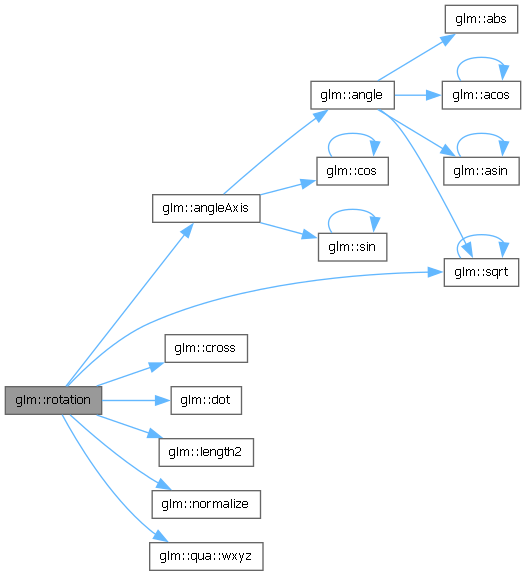 glm::abs
glm::angle
glm::acos
glm::cos
glm::asin
glm::angleAxis
glm::sin
glm::sqrt
glm::cross
glm::rotation
glm::dot
glm::length2
glm::normalize
glm::qua::wxyz